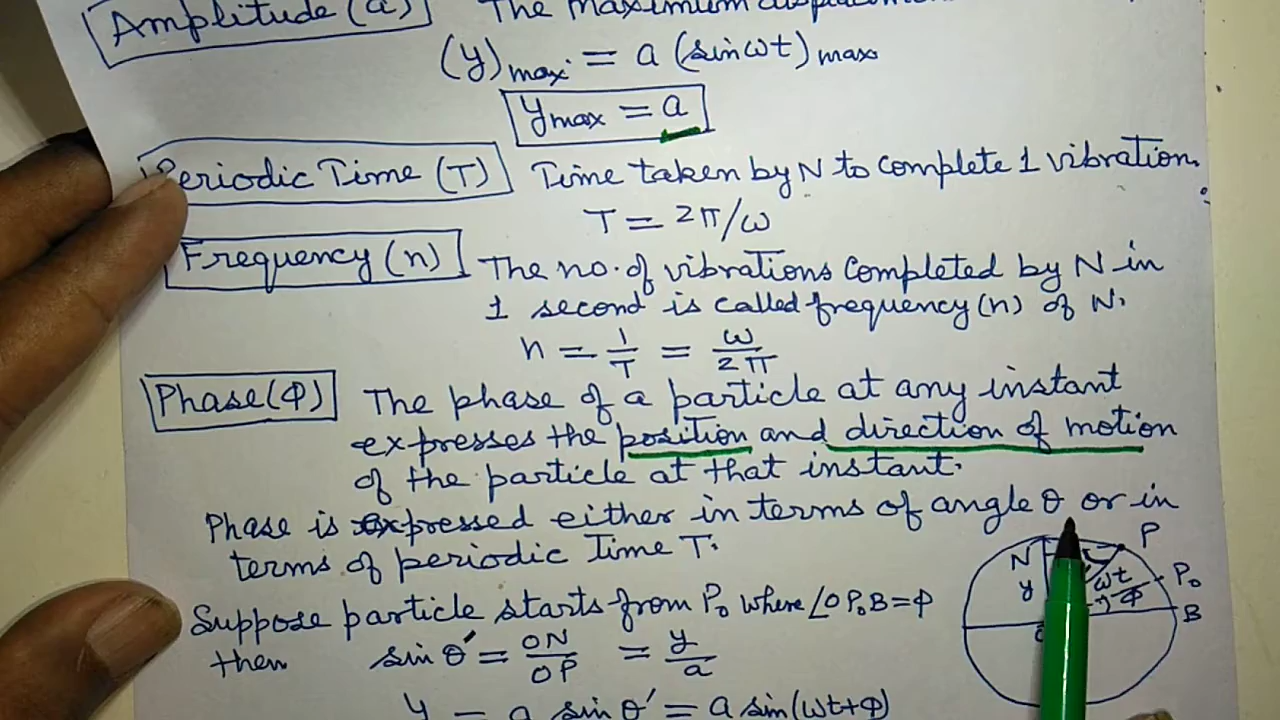 Amplitude (a) The maximum displacemen
(y)max = a (sinωt) max
ymax = a
Periodic Time (T) Time taken by N to complete 1 vibration.
T = 2π/ω
Frequency (n) The no. of vibrations completed by N in
1 second is called frequency (n) of N.
n = 1/T = ω/2π
Phase (Φ) The phase of a particle at any instant
expresses the position and direction of motion
of the particle at that instant.
Phase is expressed either in terms of angle θ or in
terms of periodic Time T.
Suppose particle starts from P₀ where ∠OP₀B = Φ
then sin θ' = ON/OP = y/a
y = a sin θ' = a sin(ωt+Φ)
P
N
P₀
ωt
y
Φ
B